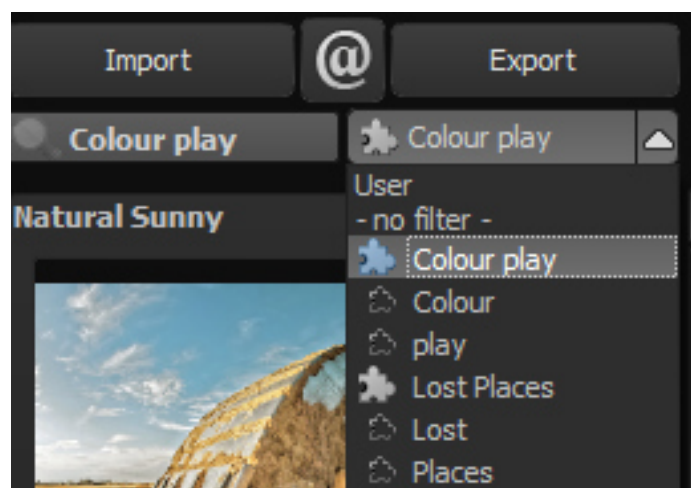 Import @ Export
Colour play
Colour play
Natural Sunny
User
- no filter -
Colour play
Colour
play
Lost Places
Lost
Places